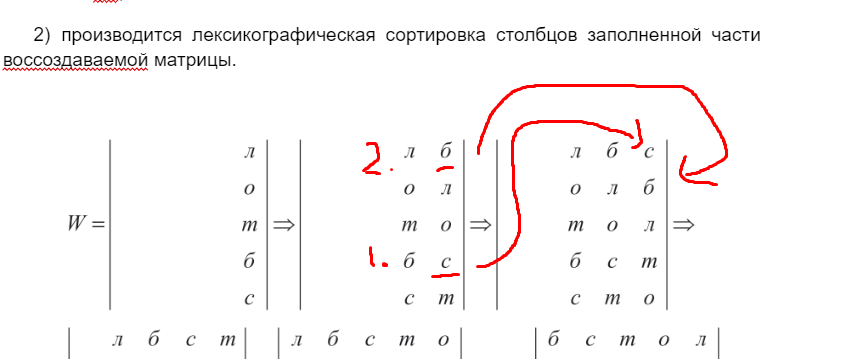 2) производится лексикографическая сортировка столбцов заполненной части
воссоздаваемой матрицы.
л 2. л б л б с
о о л о л б
W = т ⇒ т о ⇒ т о л ⇒
б 1. б с б с т
с с т с т о
л б с т л б с т о б с т о л